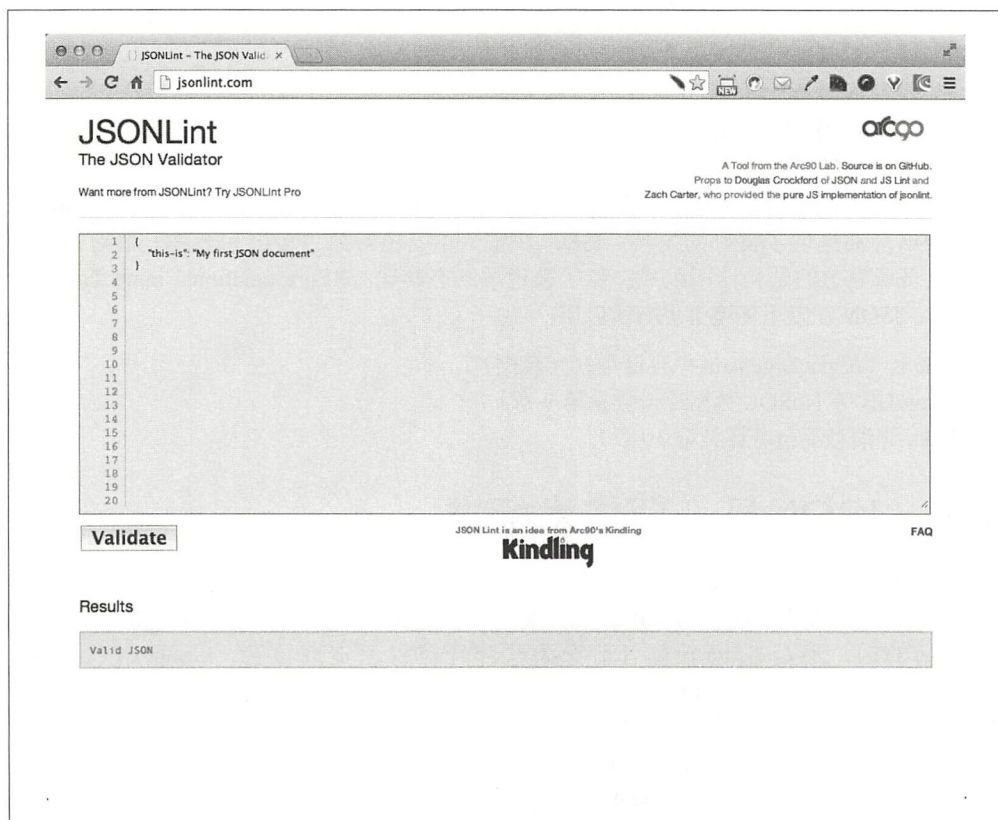 JSONLint - The JSON Valid
jsonlint.com
NEW
JSONLint
The JSON Validator
Want more from JSONLint? Try JSONLint Pro
arc90
A Tool from the Arc90 Lab. Source is on GitHub.
Props to Douglas Crockford of JSON and JS Lint and
Zach Carter, who provided the pure JS implementation of jsonlint.
1 {
2 "this-is": "My first JSON document"
3 }
4
5
6
7
8
9
10
11
12
13
14
15
16
17
18
19
20
Validate
JSON Lint is an idea from Arc90's Kindling
Kindling
FAQ
Results
Valid JSON